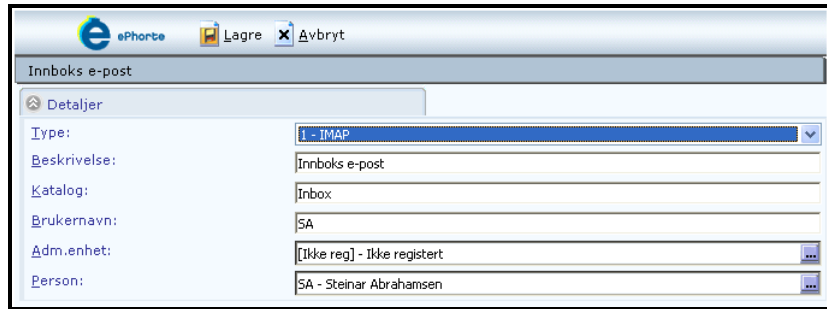 ePhorte Lagre Avbryt
Innboks e-post
Detaljer
Type: 1 - IMAP
Beskrivelse: Innboks e-post
Katalog: Inbox
Brukernavn: SA
Adm.enhet: [Ikke reg] - Ikke registert ...
Person: SA - Steinar Abrahamsen ...